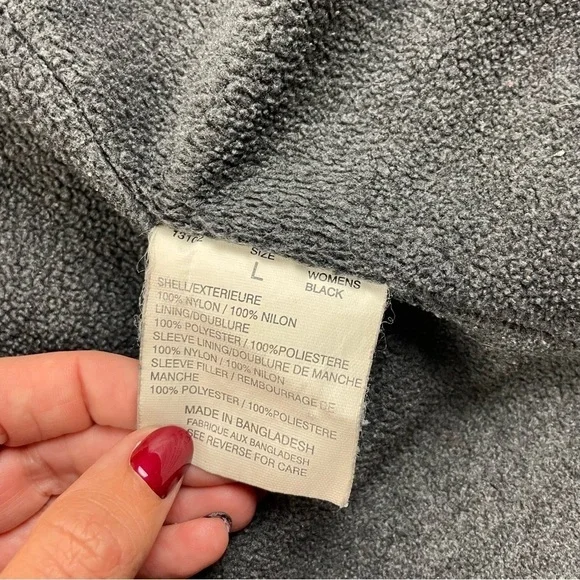 SIZE
L
WOMENS
BLACK
SHELL/EXTERIEURE
100% NYLON / 100% NILON
LINING/DOUBLURE
100% POLYESTER / 100%POLIESTERE
SLEEVE LINING/DOUBLURE DE MANCHE
100% NYLON / 100% NILON
SLEEVE FILLER / REMBOURRAGE DE
MANCHE
100% POLYESTER / 100%POLIESTERE
MADE IN BANGLADESH
FABRIQUE AUX BANGLADESH
SEE REVERSE FOR CARE